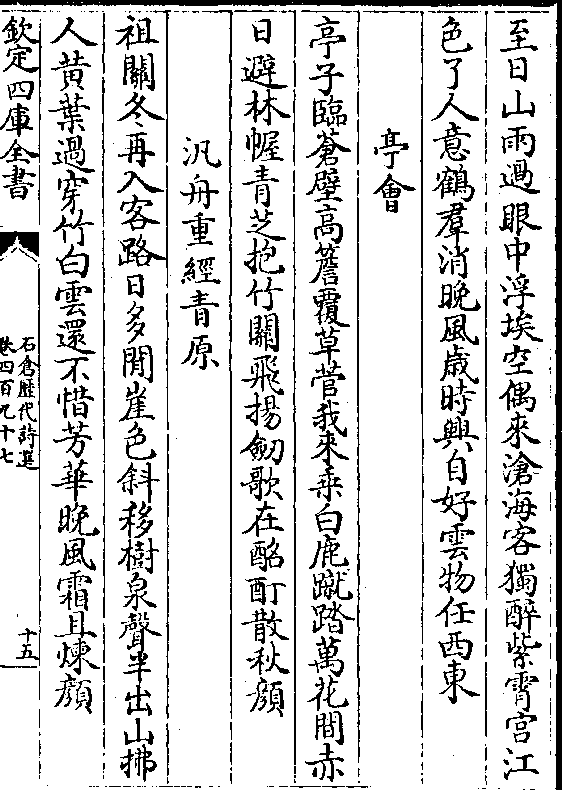 至日山雨過眼中浮埃空偶來滄海客獨醉紫霄宫江
色了人意鶴羣消晚風歳時興自好雲物任西東
亭會
亭子臨蒼壁髙簷覆草菅我來乗白鹿蹴踏萬花間赤
日避林幄青芝抱竹關飛揚劒歌在酩酊散秋顔
汎舟重經青原
祖關冬再入客路日多閒崖色斜移樹泉聲半出山拂
人黄葉過穿竹白雲還不惜芳華晚風霜且煉顔
欽定四庫全書
石倉歴代詩選
卷四百九十七
十五